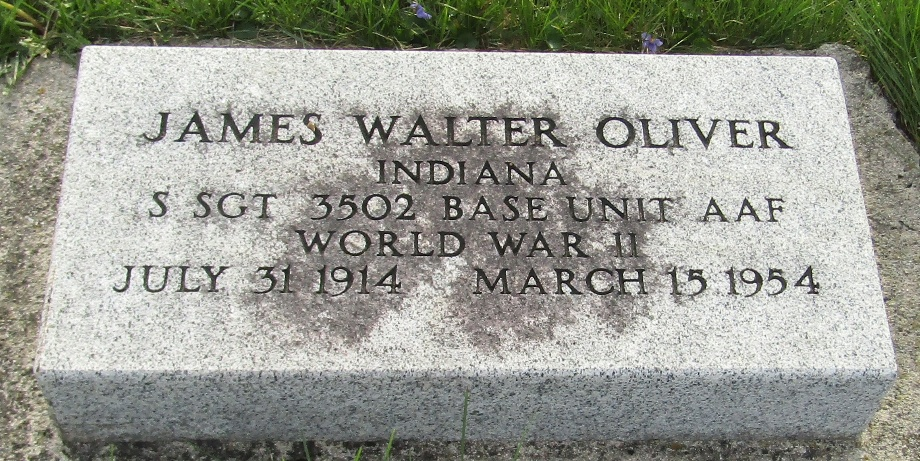 JAMES WALTER OLIVER
INDIANA
S SGT 3502 BASE UNIT AAF
WORLD WAR II
JULY 31 1914 MARCH 15 1954